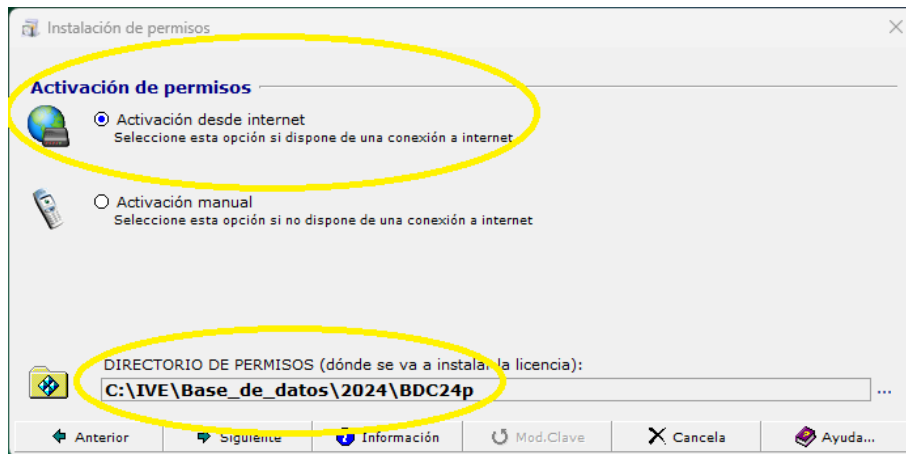 Instalación de permisos
Activación de permisos
Activación desde internet
Seleccione esta opción si dispone de una conexión a internet
Activación manual
Seleccione esta opción si no dispone de una conexión a internet
DIRECTORIO DE PERMISOS (dónde se va a instalar la licencia):
C:\IVE\Base_de_datos\2024\BDC24p
...
Anterior Siguiente Información Mod.Clave Cancela Ayuda...